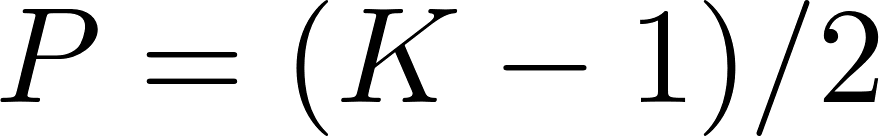 P = (K − 1)/2